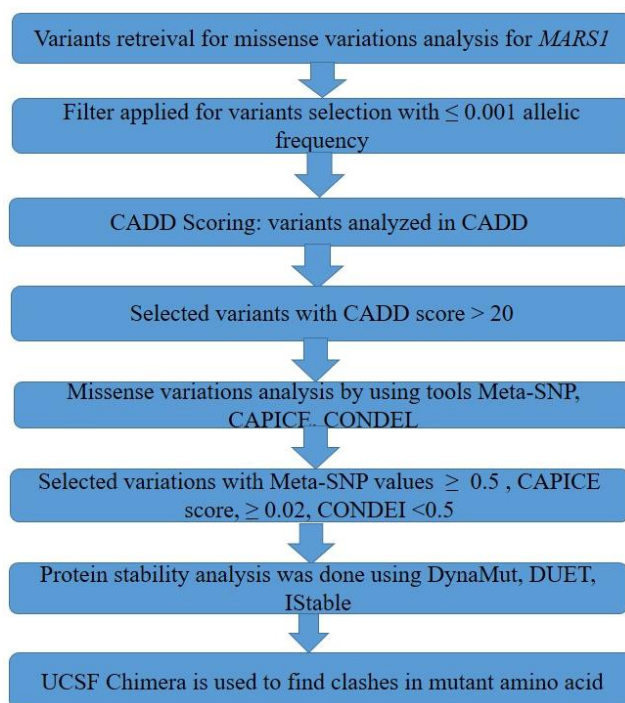 Variants retreival for missense variations analysis for MARS1
Filter applied for variants selection with ≤ 0.001 allelic
frequency
CADD Scoring: variants analyzed in CADD
Selected variants with CADD score > 20
Missense variations analysis by using tools Meta-SNP,
CAPICE, CONDEL
Selected variations with Meta-SNP values ≥ 0.5 , CAPICE
score, ≥ 0.02, CONDEI <0.5
Protein stability analysis was done using DynaMut, DUET,
IStable
UCSF Chimera is used to find clashes in mutant amino acid